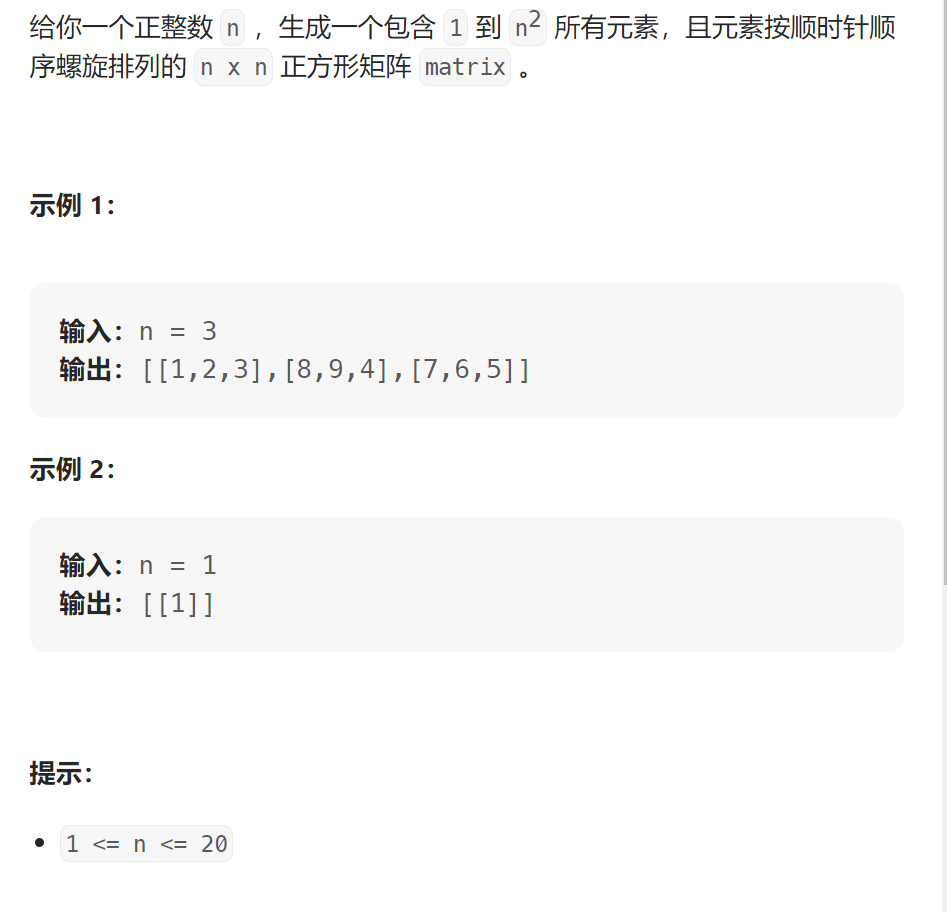 给你一个正整数 n ，生成一个包含 1 到 n² 所有元素，且元素按顺时针顺
序螺旋排列的 n x n 正方形矩阵 matrix 。
示例 1：
输入：n = 3
输出：[[1,2,3],[8,9,4],[7,6,5]]
示例 2：
输入：n = 1
输出：[[1]]
提示：
• 1 <= n <= 20